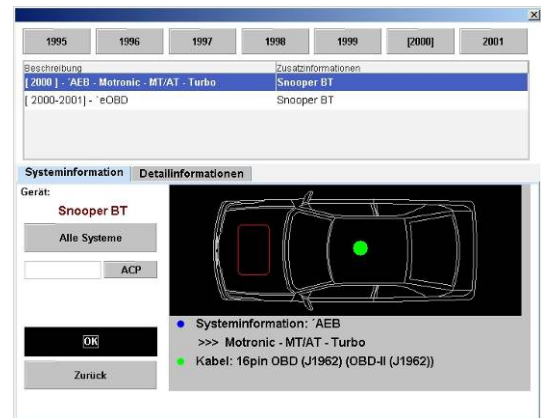 1995 1996 1997 1998 1999 [2000] 2001
Beschreibung Zusatzinformationen
[ 2000 ] - ´AEB - Motronic - MT/AT - Turbo Snooper BT
[ 2000-2001] - `eOBD Snooper BT
Systeminformation Detailinformationen
Gerät:
Snooper BT
Alle Systeme
ACP
OK
Zurück
Systeminformation: ´AEB
>>> Motronic - MT/AT - Turbo
Kabel: 16pin OBD (J1962) (OBD-II (J1962))